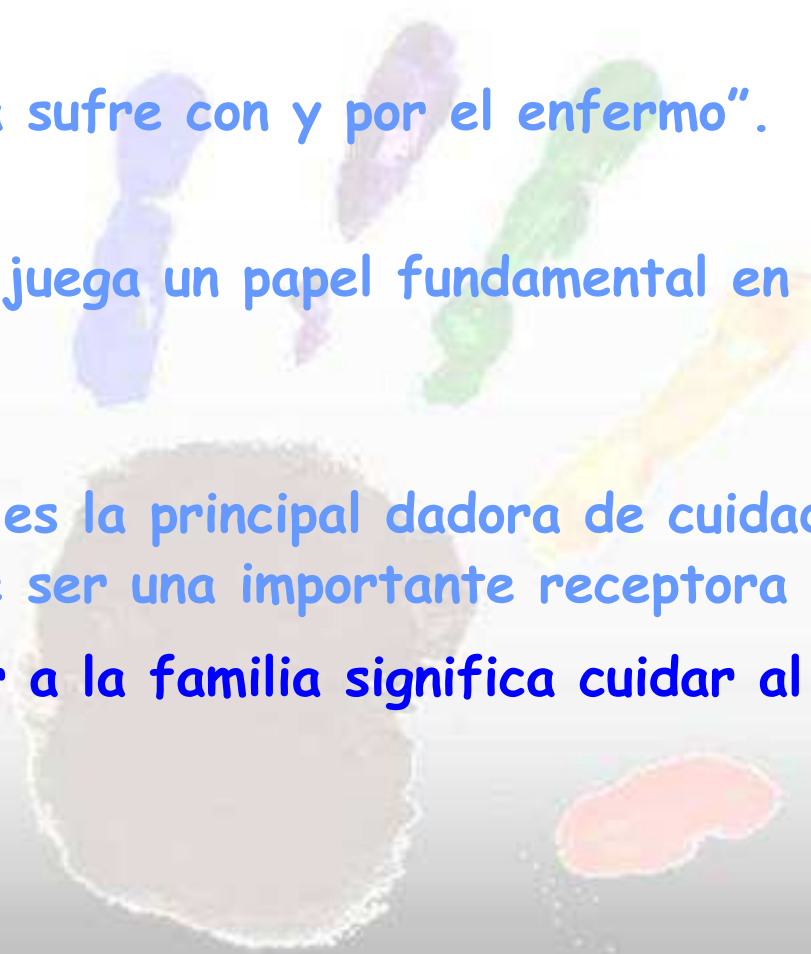 sufre con y por el enfermo”.
juega un papel fundamental en
es la principal dadora de
ser una importante receptora
a la familia significa cuidar al